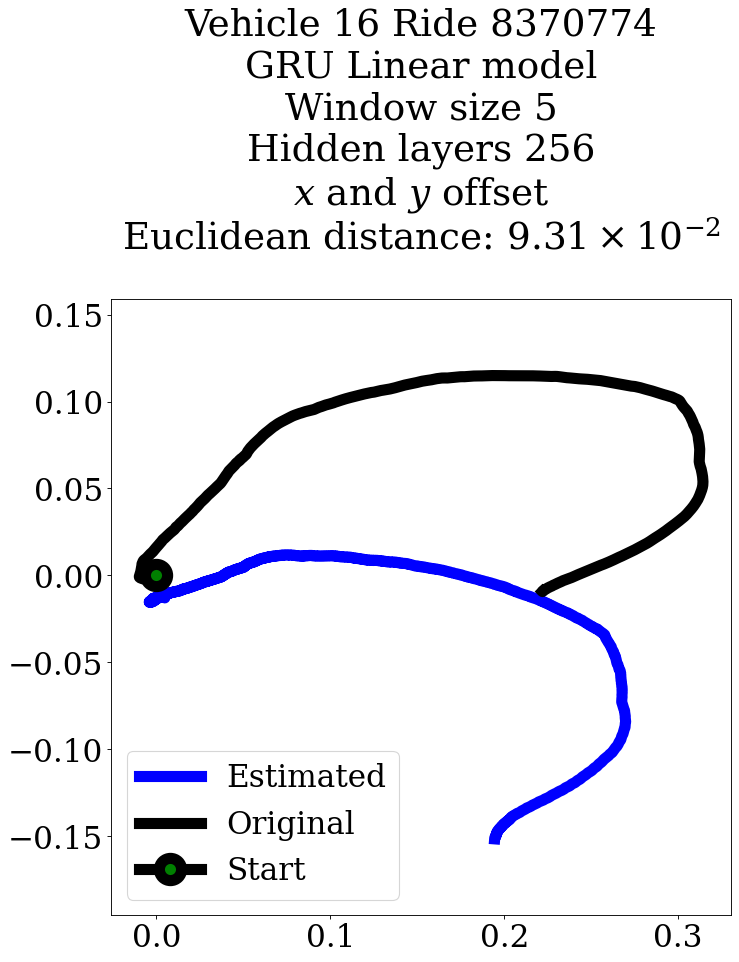 Vehicle 16 Ride 8370774
GRU Linear model
Window size 5
Hidden layers 256
x and y offset
Euclidean distance: 9.31 × 10⁻²
0.15
0.10
0.05
0.00
−0.05
−0.10
−0.15
Estimated
Original
Start
0.0 0.1 0.2 0.3